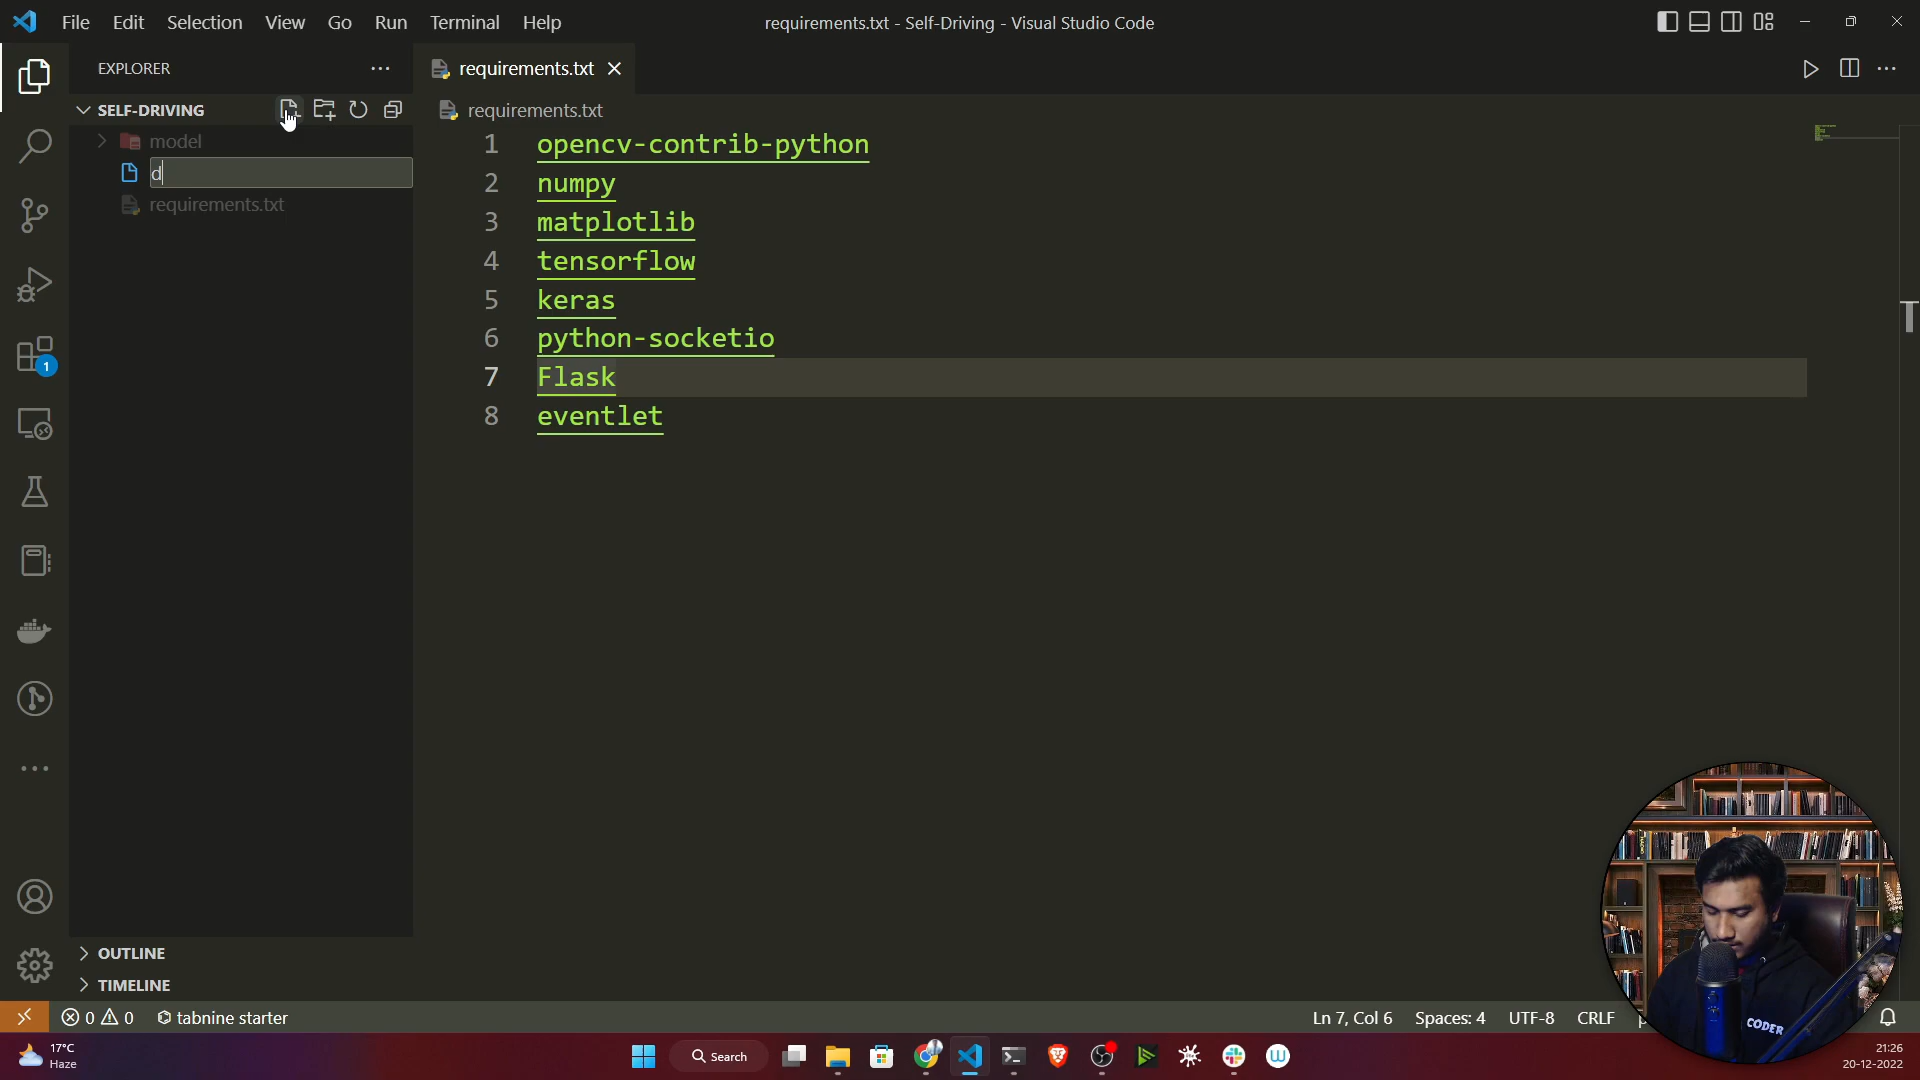 File Edit Selection View Go Run Terminal Help
requirements.txt - Self-Driving - Visual Studio Code
EXPLORER
SELF-DRIVING
model
d
requirements.txt
OUTLINE
TIMELINE
requirements.txt
requirements.txt
1 opencv-contrib-python
2 numpy
3 matplotlib
4 tensorflow
5 keras
6 python-socketio
7 Flask
8 eventlet
1
CODER
0 0 tabnine starter
Ln 7, Col 6 Spaces: 4 UTF-8 CRLF
17°C
Haze
Search
21:26
20-12-2022